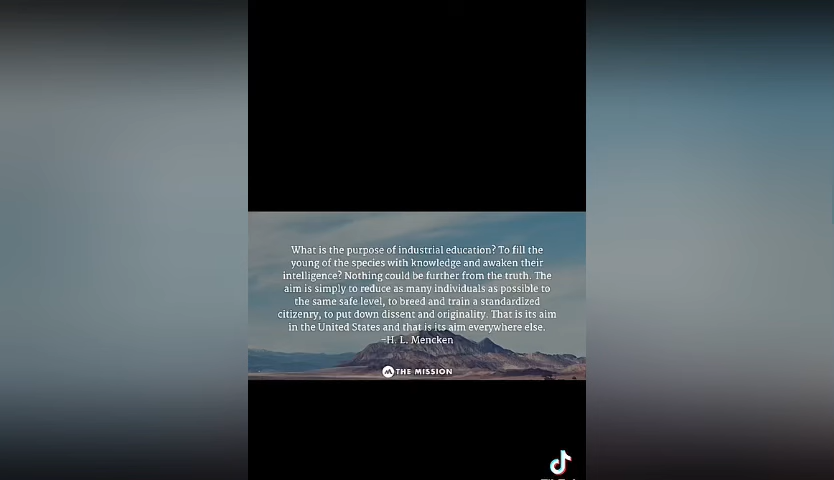 What is the purpose of industrial education? To fill the
young of the species with knowledge and awaken their
intelligence? Nothing could be further from the truth. The
aim is simply to reduce as many individuals as possible to
the same safe level, to breed and train a standardized
citizenry, to put down dissent and originality. That is its aim
in the United States and that is its aim everywhere else.
–H. L. Mencken
THE MISSION